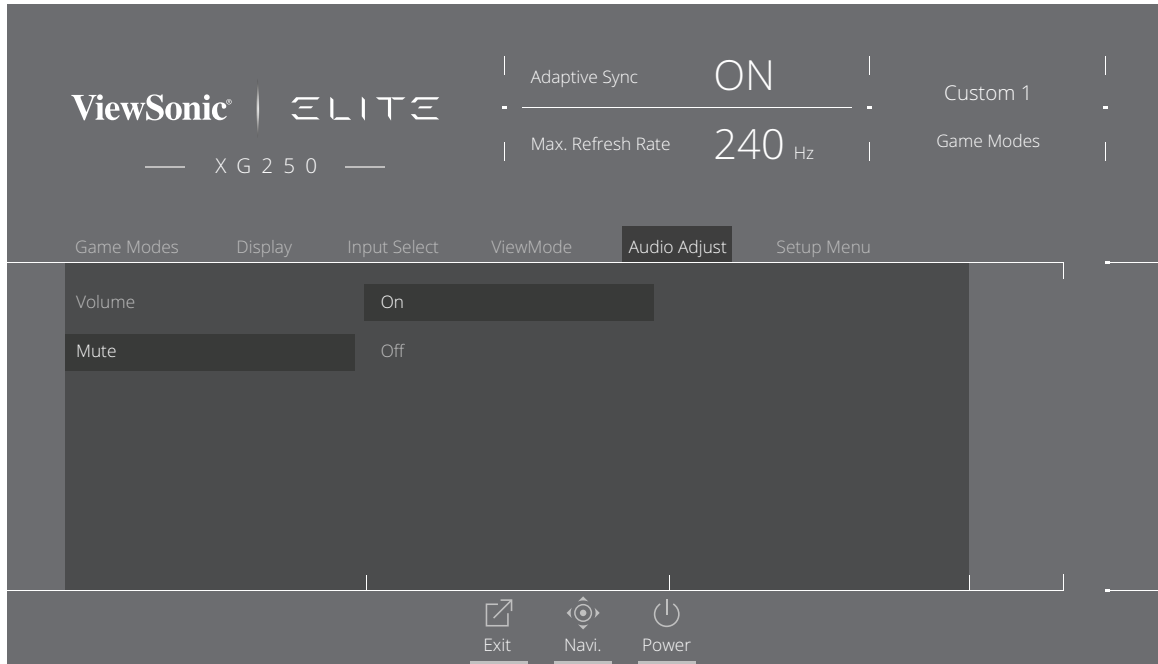 ViewSonic® ELITE
XG250
Adaptive Sync ON
Max. Refresh Rate 240 Hz
Custom 1
Game Modes
Game Modes Display Input Select ViewMode Audio Adjust Setup Menu
Volume On
Mute Off
Exit Navi. Power